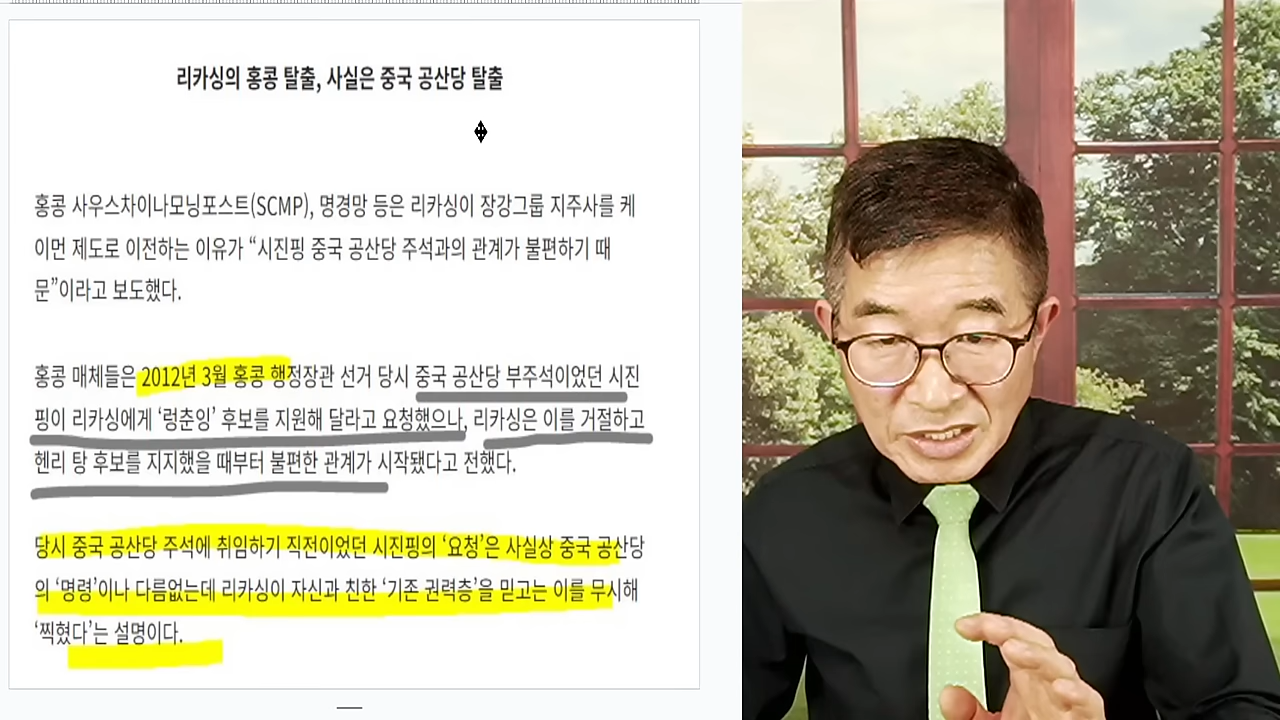 리카싱의 홍콩 탈출, 사실은 중국 공산당 탈출
홍콩 사우스차이나모닝포스트(SCMP), 명경망 등은 리카싱이 장강그룹 지주사를 케
이먼 제도로 이전하는 이유가 “시진핑 중국 공산당 주석과의 관계가 불편하기 때
문”이라고 보도했다.
홍콩 매체들은 2012년 3월 홍콩 행정장관 선거 당시 중국 공산당 부주석이었던 시진
핑이 리카싱에게 ‘렁춘잉’ 후보를 지원해 달라고 요청했으나, 리카싱은 이를 거절하고
헨리 탕 후보를 지지했을 때부터 불편한 관계가 시작됐다고 전했다.
당시 중국 공산당 주석에 취임하기 직전이었던 시진핑의 ‘요청’은 사실상 중국 공산당
의 ‘명령’이나 다름없는데 리카싱이 자신과 친한 ‘기존 권력층’을 믿고는 이를 무시해
‘찍혔다’는 설명이다.